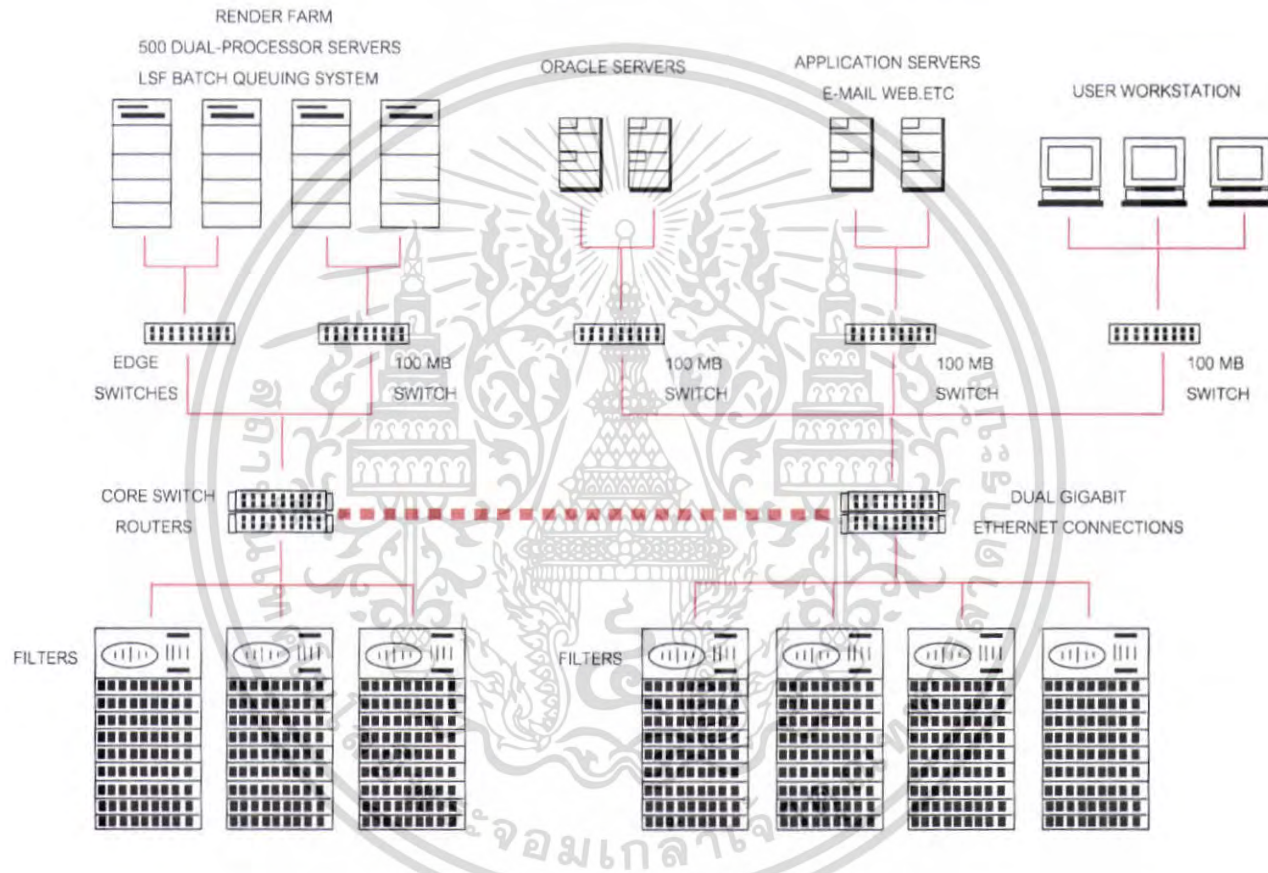 RENDER FARM
500 DUAL-PROCESSOR SERVERS
LSF BATCH QUEUING SYSTEM
ORACLE SERVERS
APPLICATION SERVERS
E-MAIL WEB.ETC
USER WORKSTATION
EDGE
SWITCHES
100 MB
SWITCH
100 MB
SWITCH
100 MB
SWITCH
100 MB
SWITCH
CORE SWITCH
ROUTERS
DUAL GIGABIT
ETHERNET CONNECTIONS
FILTERS
FILTERS